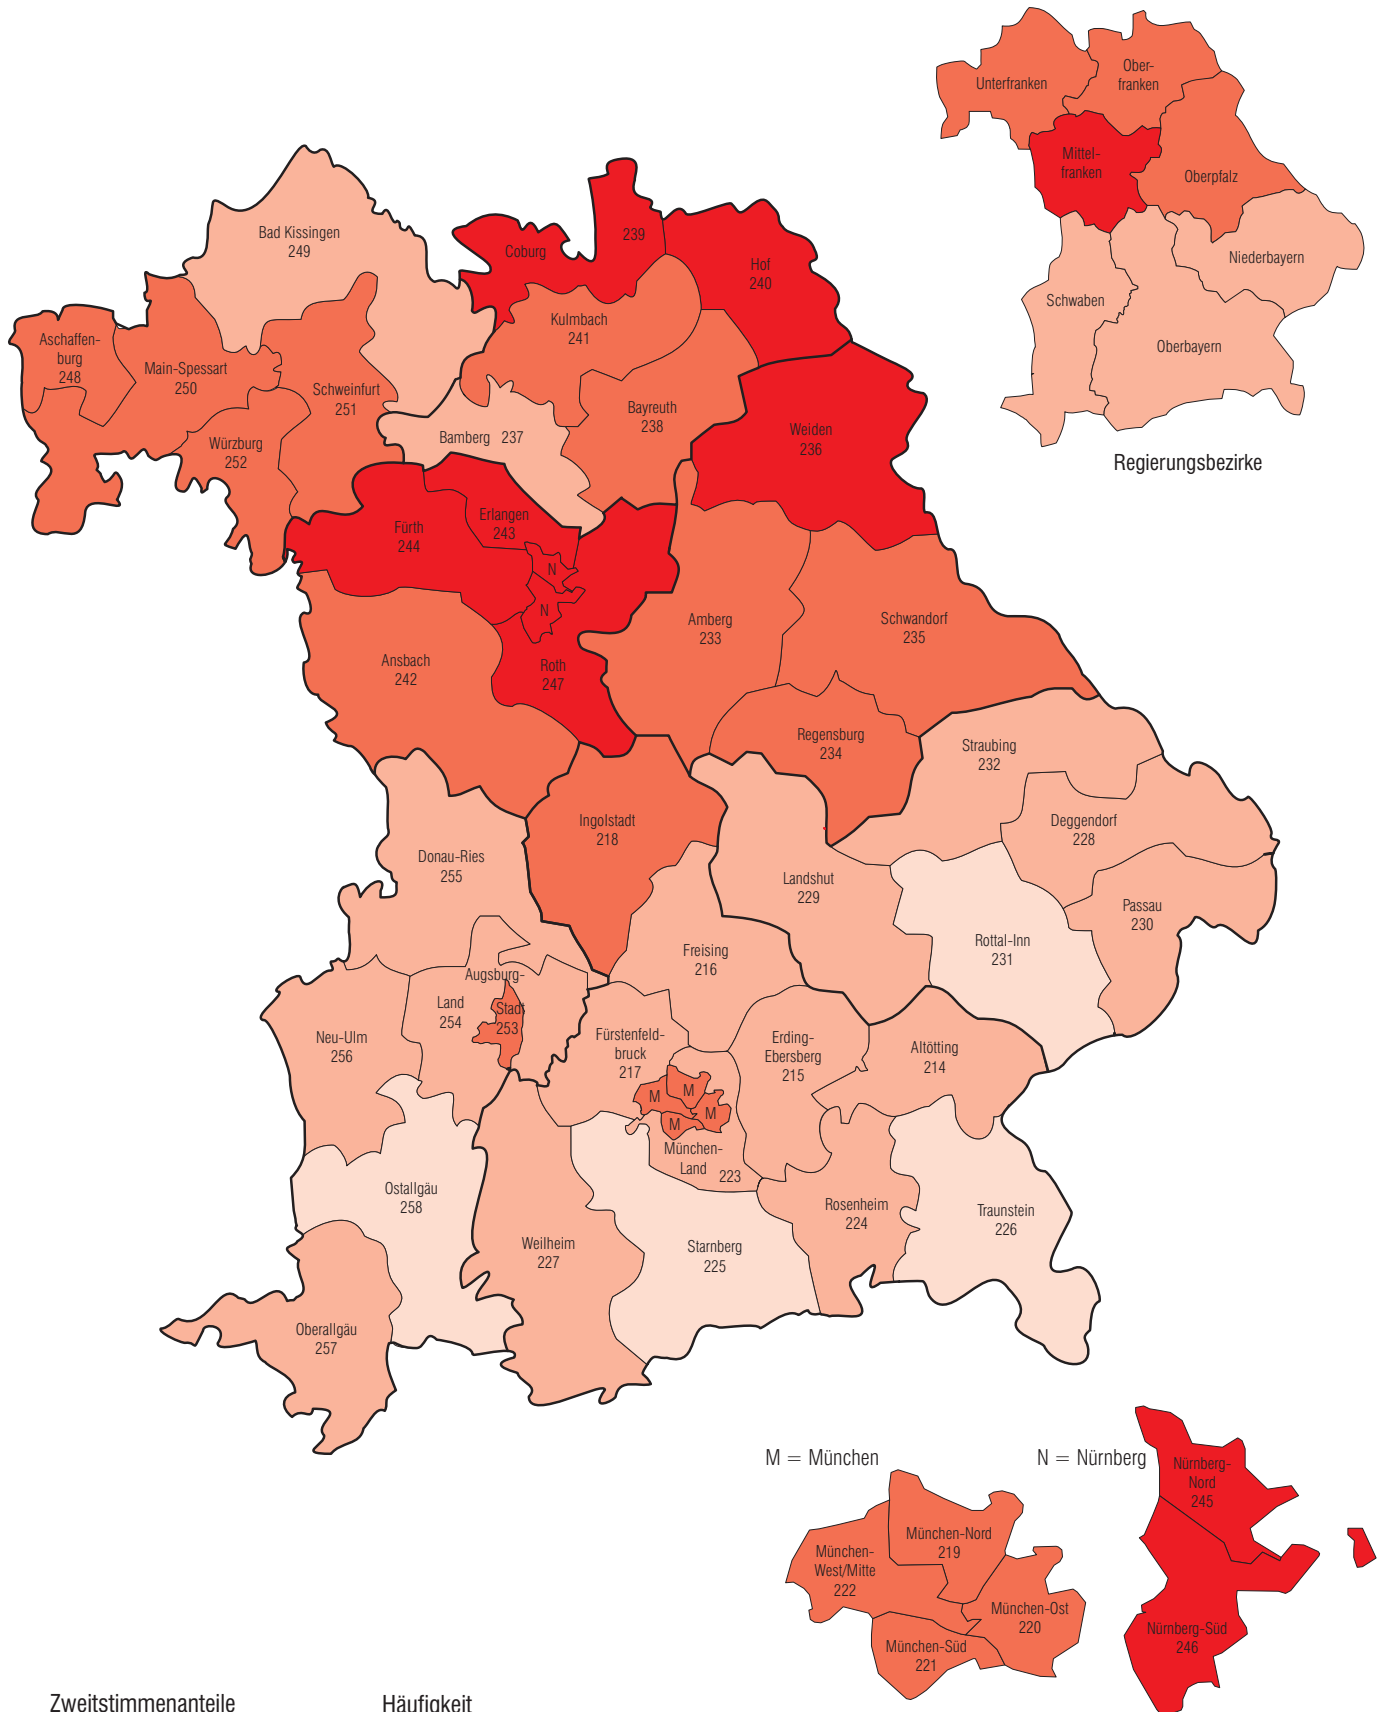 Unterfranken
Ober-
franken
Mittel-
franken
Oberpfalz
Niederbayern
Schwaben
Oberbayern
Regierungsbezirke
Bad Kissingen
249
Coburg
239
Hof
240
Kulmbach
241
Aschaffen-
burg
248
Main-Spessart
250
Schweinfurt
251
Würzburg
252
Bamberg 237
Bayreuth
238
Weiden
236
Fürth
244
Erlangen
243
N
N
Ansbach
242
Roth
247
Amberg
233
Schwandorf
235
Regensburg
234
Straubing
232
Deggendorf
228
Ingolstadt
218
Donau-Ries
255
Landshut
229
Passau
230
Rottal-Inn
231
Freising
216
Augsburg-
Land
254
Stadt
253
Neu-Ulm
256
Fürstenfeld-
bruck
217
Erding-
Ebersberg
215
Altötting
214
M
M
M
M
München-
Land 223
Ostallgäu
258
Weilheim
227
Starnberg
225
Rosenheim
224
Traunstein
226
Oberallgäu
257
M = München
N = Nürnberg
München-Nord
219
München-
West/Mitte
222
München-Ost
220
München-Süd
221
Nürnberg-
Nord
245
Nürnberg-Süd
246
Zweitstimmenanteile
Häufigkeit